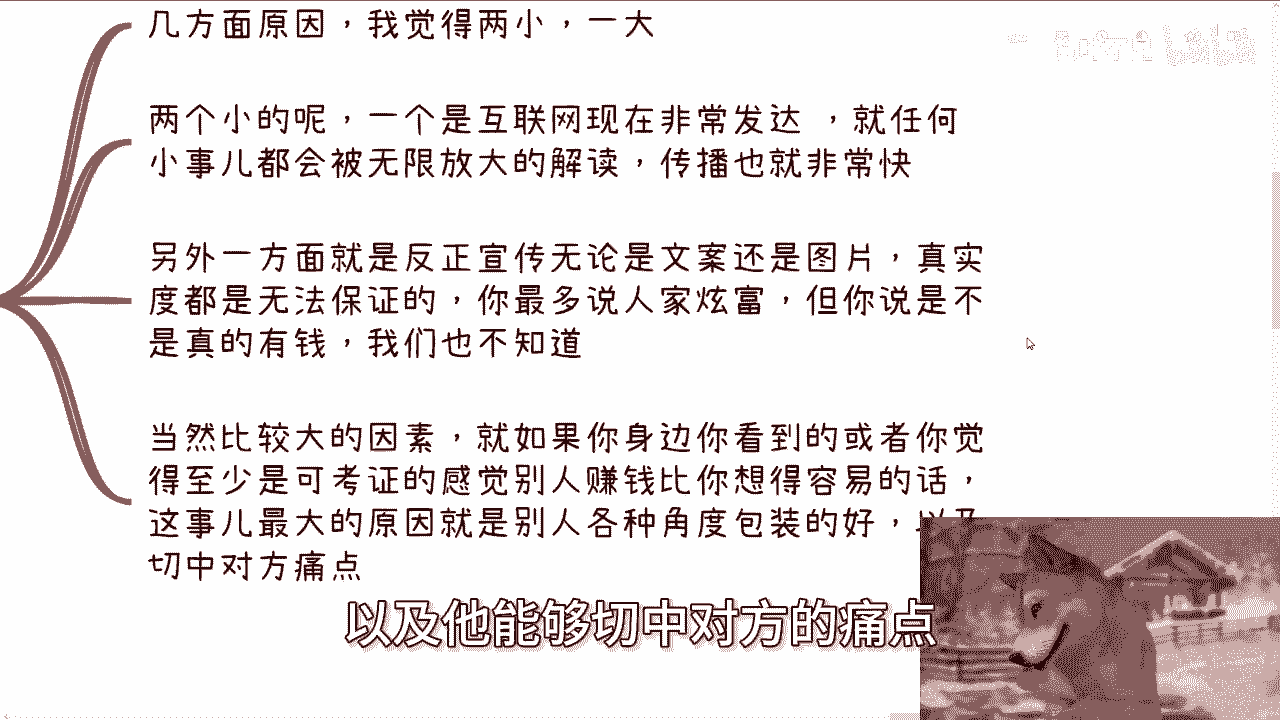 几方面原因，我觉得两小，一大
两个小的呢，一个是互联网现在非常发达 ，就任何
小事儿都会被无限放大的解读，传播也就非常快
另外一方面就是反正宣传无论是文案还是图片，真实
度都是无法保证的，你最多说人家炫富，但你说是不
是真的有钱，我们也不知道
当然比较大的因素，就如果你身边你看到的或者你觉
得至少是可考证的感觉别人赚钱比你想得容易的话，
这事儿最大的原因就是别人各种角度包装的好，以及
切中对方痛点
以及他能够切中对方的痛点